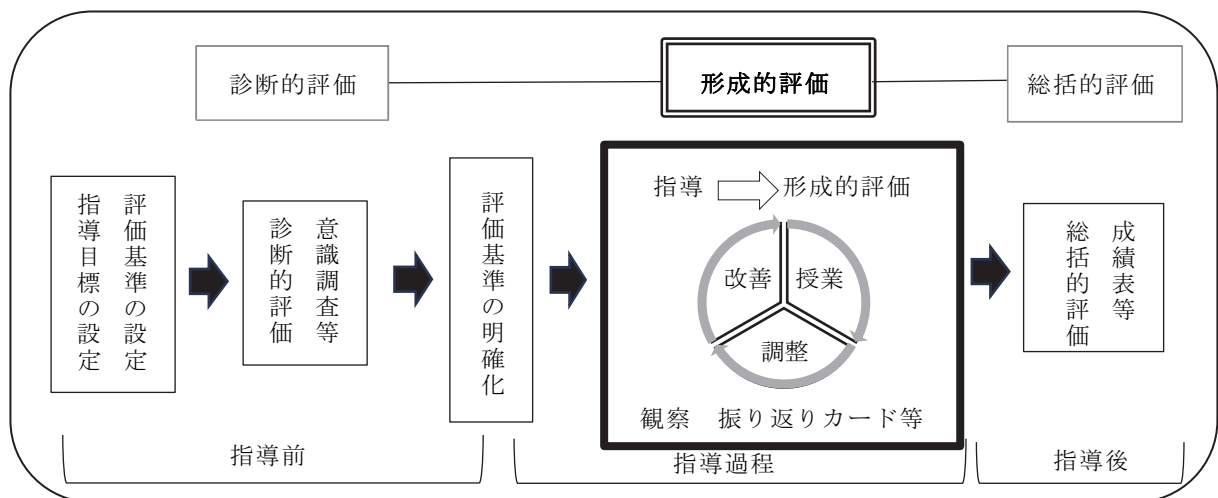 診断的評価
形成的評価
総括的評価
評価基準の設定
指導目標の設定
意識調査等
診断的評価
評価基準の明確化
指導
形成的評価
改善
授業
調整
観察 振り返りカード等
成績表等
総括的評価
指導前
指導過程
指導後